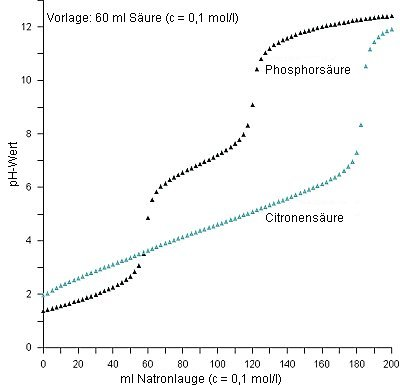 Vorlage: 60 ml Säure (c = 0,1 mol/l)
12
10
8
6
4
2
0
pH-Wert
Phosphorsäure
Citronensäure
0 20 40 60 80 100 120 140 160 180 200
ml Natronlauge (c = 0,1 mol/l)